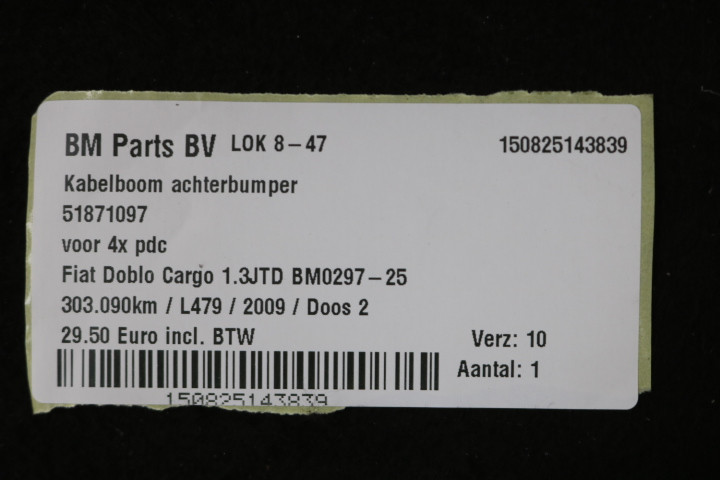 BM Parts BV LOK 8-47 150825143839
Kabelboom achterbumper
51871097
voor 4x pdc
Fiat Doblo Cargo 1.3JTD BM0297-25
303.090km / L479 / 2009 / Doos 2
29.50 Euro incl. BTW Verz: 10
Aantal: 1
150825143839